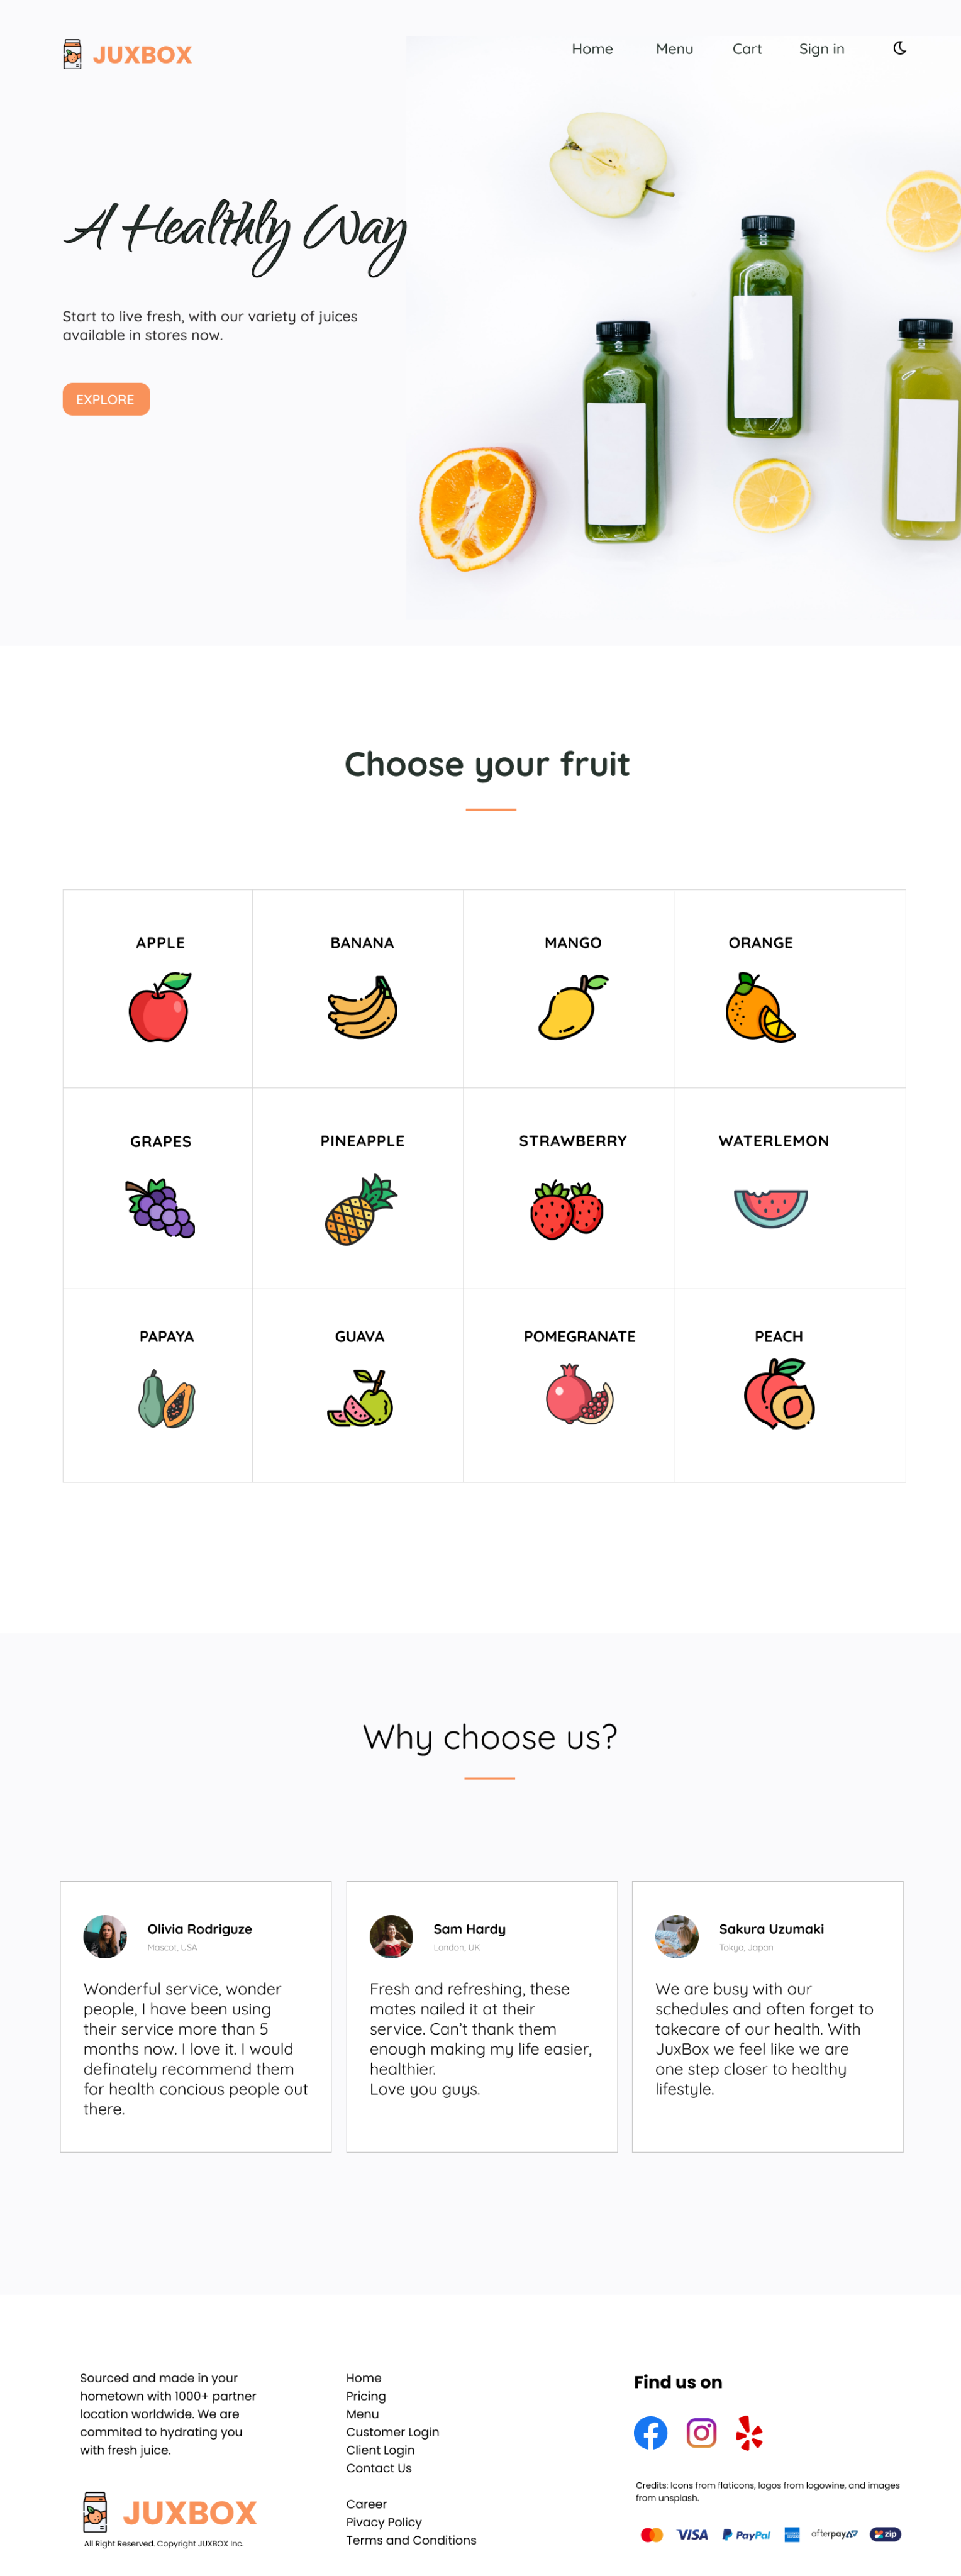 JUXBOX
Home Menu Cart Sign in
A Healthly Way
Start to live fresh, with our variety of juices
available in stores now.
EXPLORE
Choose your fruit
APPLE BANANA MANGO ORANGE
GRAPES PINEAPPLE STRAWBERRY WATERLEMON
PAPAYA GUAVA POMEGRANATE PEACH
Why choose us?
Olivia Rodriguze
Mascot, USA
Wonderful service, wonder
people, I have been using
their service more than 5
months now. I love it. I would
definately recommend them
for health concious people out
there.
Sam Hardy
London, UK
Fresh and refreshing, these
mates nailed it at their
service. Can't thank them
enough making my life easier,
healthier.
Love you guys.
Sakura Uzumaki
Tokyo, Japan
We are busy with our
schedules and often forget to
takecare of our health. With
JuxBox we feel like we are
one step closer to healthy
lifestyle.
Sourced and made in your
hometown with 1000+ partner
location worldwide. We are
commited to hydrating you
with fresh juice.
JUXBOX
All Right Reserved. Copyright JUXBOX Inc.
Home
Pricing
Menu
Customer Login
Client Login
Contact Us
Career
Pivacy Policy
Terms and Conditions
Find us on
Credits: Icons from flaticons, logos from logowine, and images
from unsplash.
VISA PayPal afterpay zip